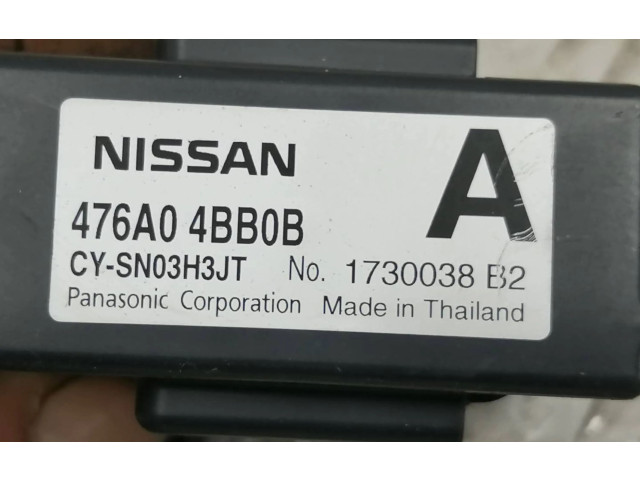 NISSAN
A
476A0 4BB0B
CY-SN03H3JT No. 1730038 B2
Panasonic Corporation Made in Thailand